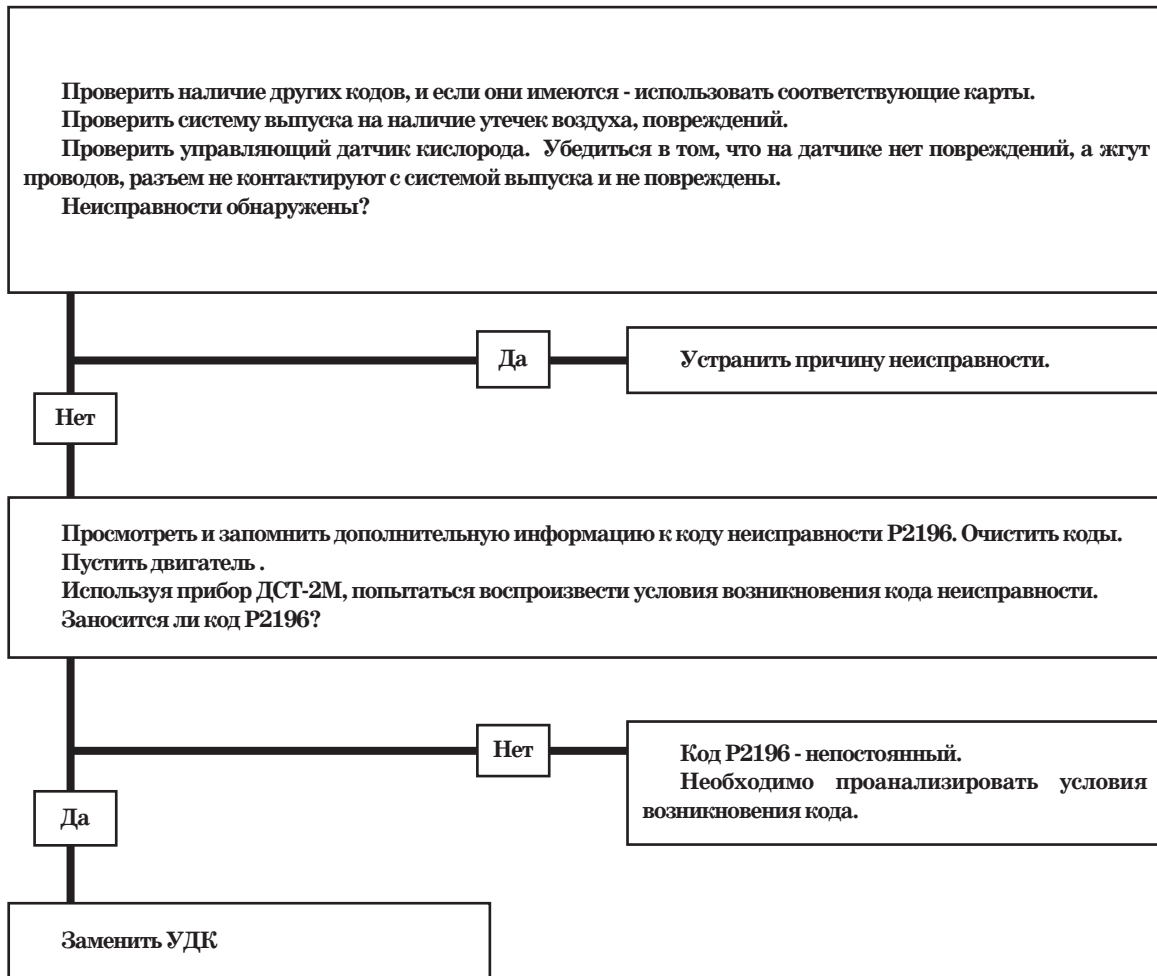 Проверить наличие других кодов, и если они имеются - использовать соответствующие карты.
Проверить систему выпуска на наличие утечек воздуха, повреждений.
Проверить управляющий датчик кислорода. Убедиться в том, что на датчике нет повреждений, а жгут
проводов, разъем не контактируют с системой выпуска и не повреждены.
Неисправности обнаружены?
Да
Устранить причину неисправности.
Нет
Просмотреть и запомнить дополнительную информацию к коду неисправности Р2196. Очистить коды.
Пустить двигатель .
Используя прибор ДСТ-2М, попытаться воспроизвести условия возникновения кода неисправности.
Заносится ли код Р2196?
Нет
Код Р2196 - непостоянный.
Необходимо проанализировать условия
возникновения кода.
Да
Заменить УДК